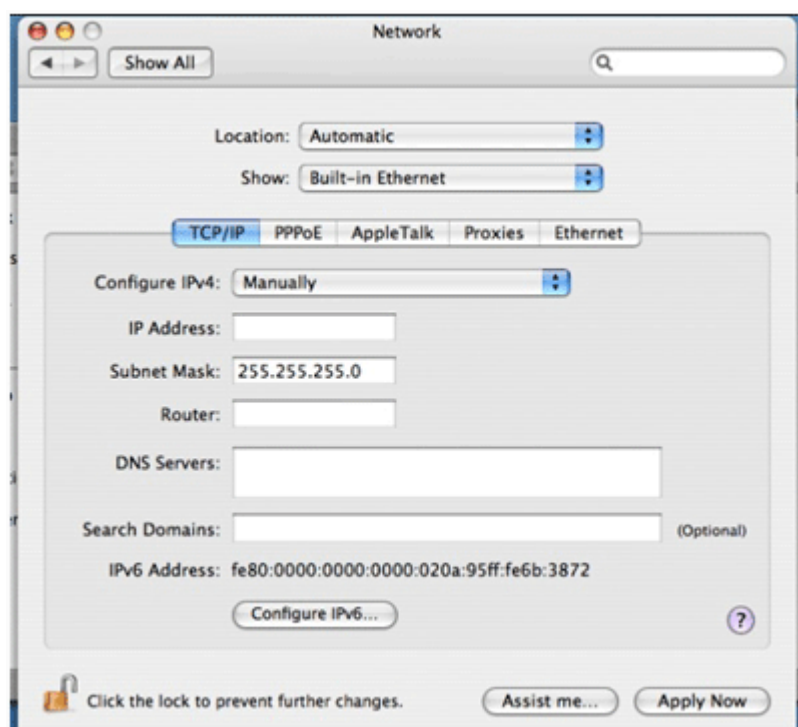 Network
Show All
Location: Automatic
Show: Built-in Ethernet
TCP/IP PPPoE AppleTalk Proxies Ethernet
Configure IPv4: Manually
IP Address:
Subnet Mask: 255.255.255.0
Router:
DNS Servers:
Search Domains: (Optional)
IPv6 Address: fe80:0000:0000:0000:020a:95ff:fe6b:3872
Configure IPv6...
?
Click the lock to prevent further changes. Assist me... Apply Now